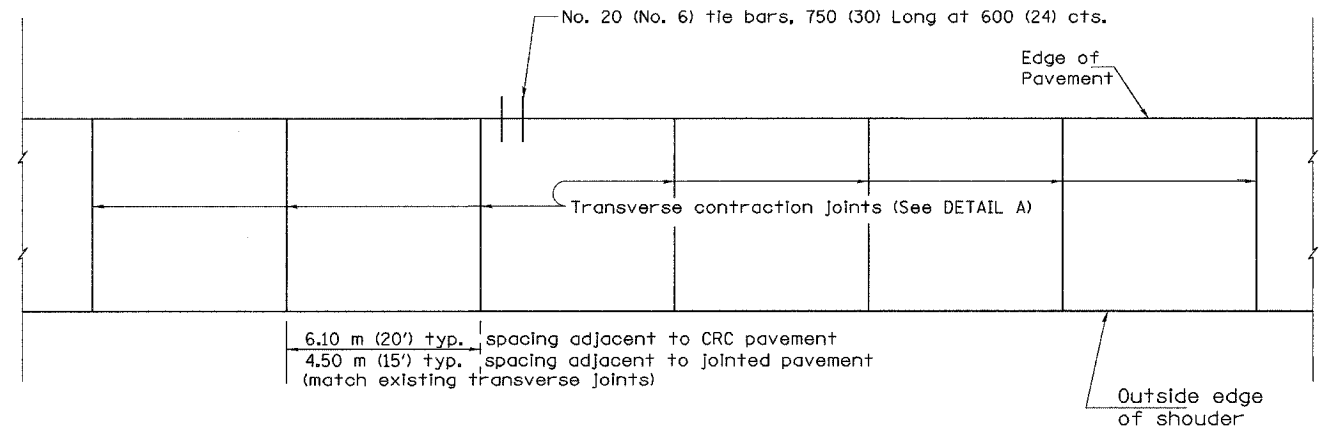 No. 20 (No. 6) tie bars, 750 (30) Long at 600 (24) cts.
Edge of
Pavement
Transverse contraction joints (See DETAIL A)
6.10 m (20') typ. spacing adjacent to CRC pavement
4.50 m (15') typ. spacing adjacent to jointed pavement
(match existing transverse joints)
Outside edge
of shouder